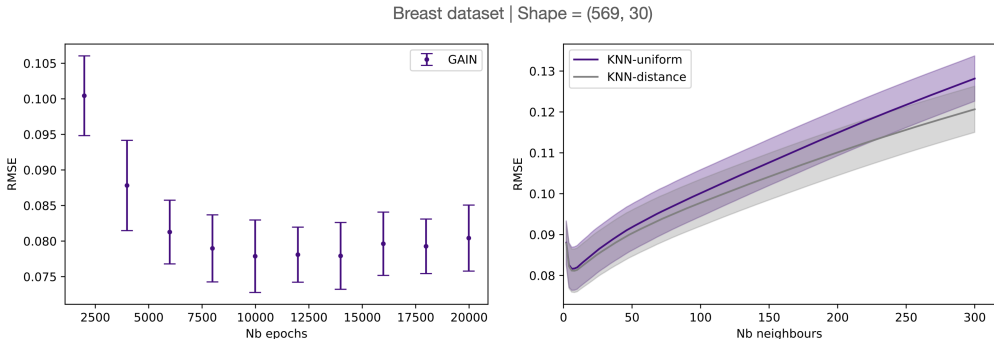 Breast dataset | Shape = (569, 30)
0.105
0.100
0.095
0.090
0.085
0.080
0.075
RMSE
GAIN
2500 5000 7500 10000 12500 15000 17500 20000
Nb epochs
0.13
0.12
0.11
0.10
0.09
0.08
RMSE
KNN-uniform
KNN-distance
0 50 100 150 200 250 300
Nb neighbours